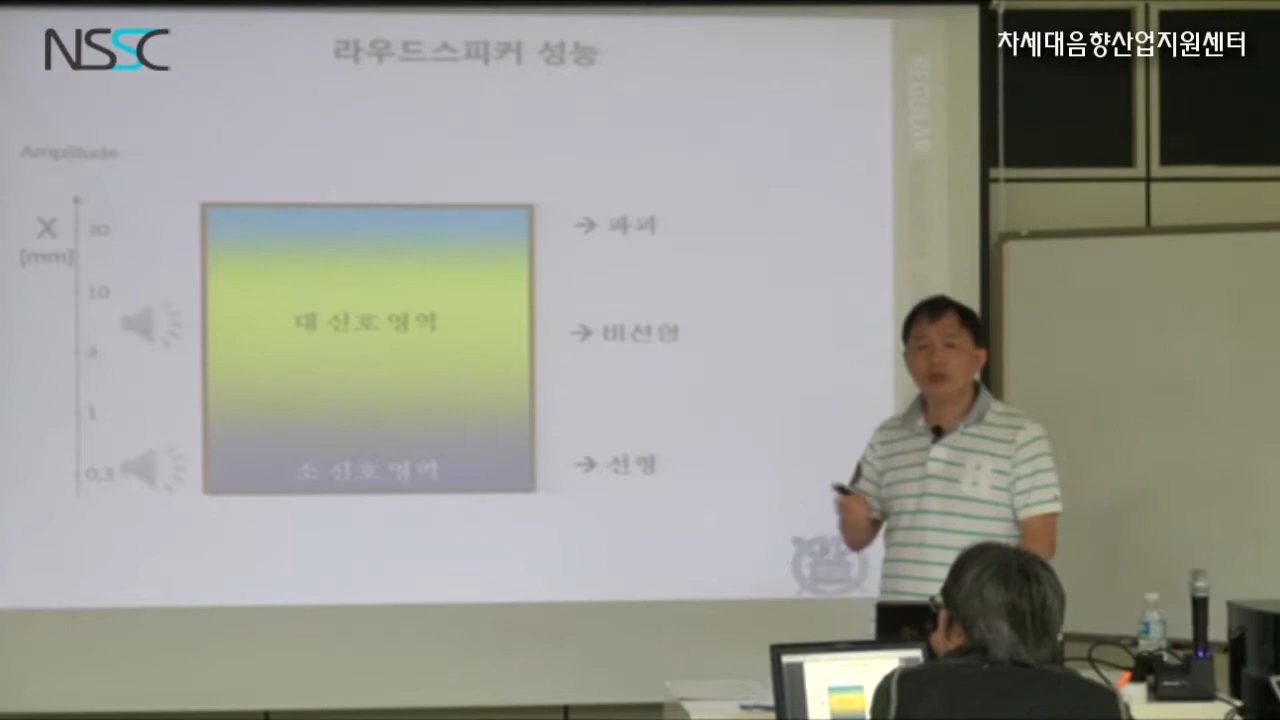 NSSC
차세대음향산업지원센터
라우드스피커 성능
REGULAR
Amplitude
X
[mm]
30
10
3
1
0,3
대 신호 영역
소 신호 영역
→ 파괴
→ 비선형
→ 선형